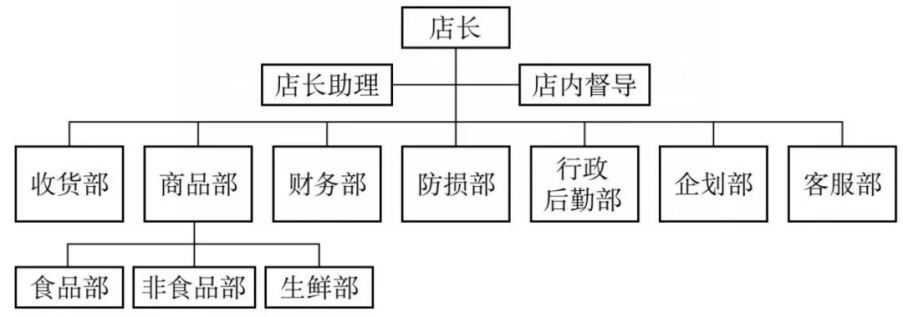 店长
店长助理
店内督导
收货部
商品部
财务部
防损部
行政
后勤部
企划部
客服部
食品部
非食品部
生鲜部